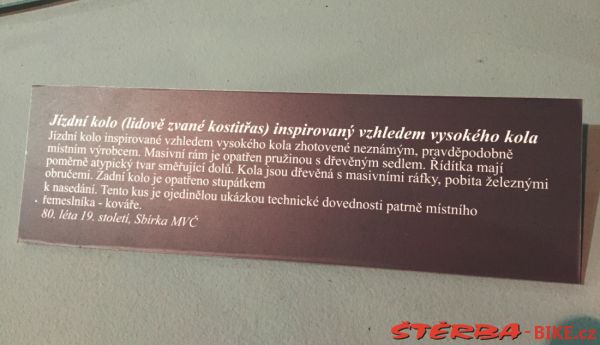 Jízdní kolo (lidově zvané kostitřas) inspirovaný vzhledem vysokého kola
Jízdní kolo inspirované vzhledem vysokého kola zhotovené neznámým, pravděpodobně
místním výrobcem. Masivní rám je opatřen pružinou s dřevěným sedlem. Řídítka mají
poměrně atypický tvar směřující dolů. Kola jsou dřevěná s masivními ráfky, pobita železnými
obručemi. Zadní kolo je opatřeno stupátkem
k nasedání. Tento kus je ojedinělou ukázkou technické dovednosti patrně místního
řemeslníka - kováře.
80. léta 19. století, Sbírka MVČ
ŠTĚRBA-BIKE.cz